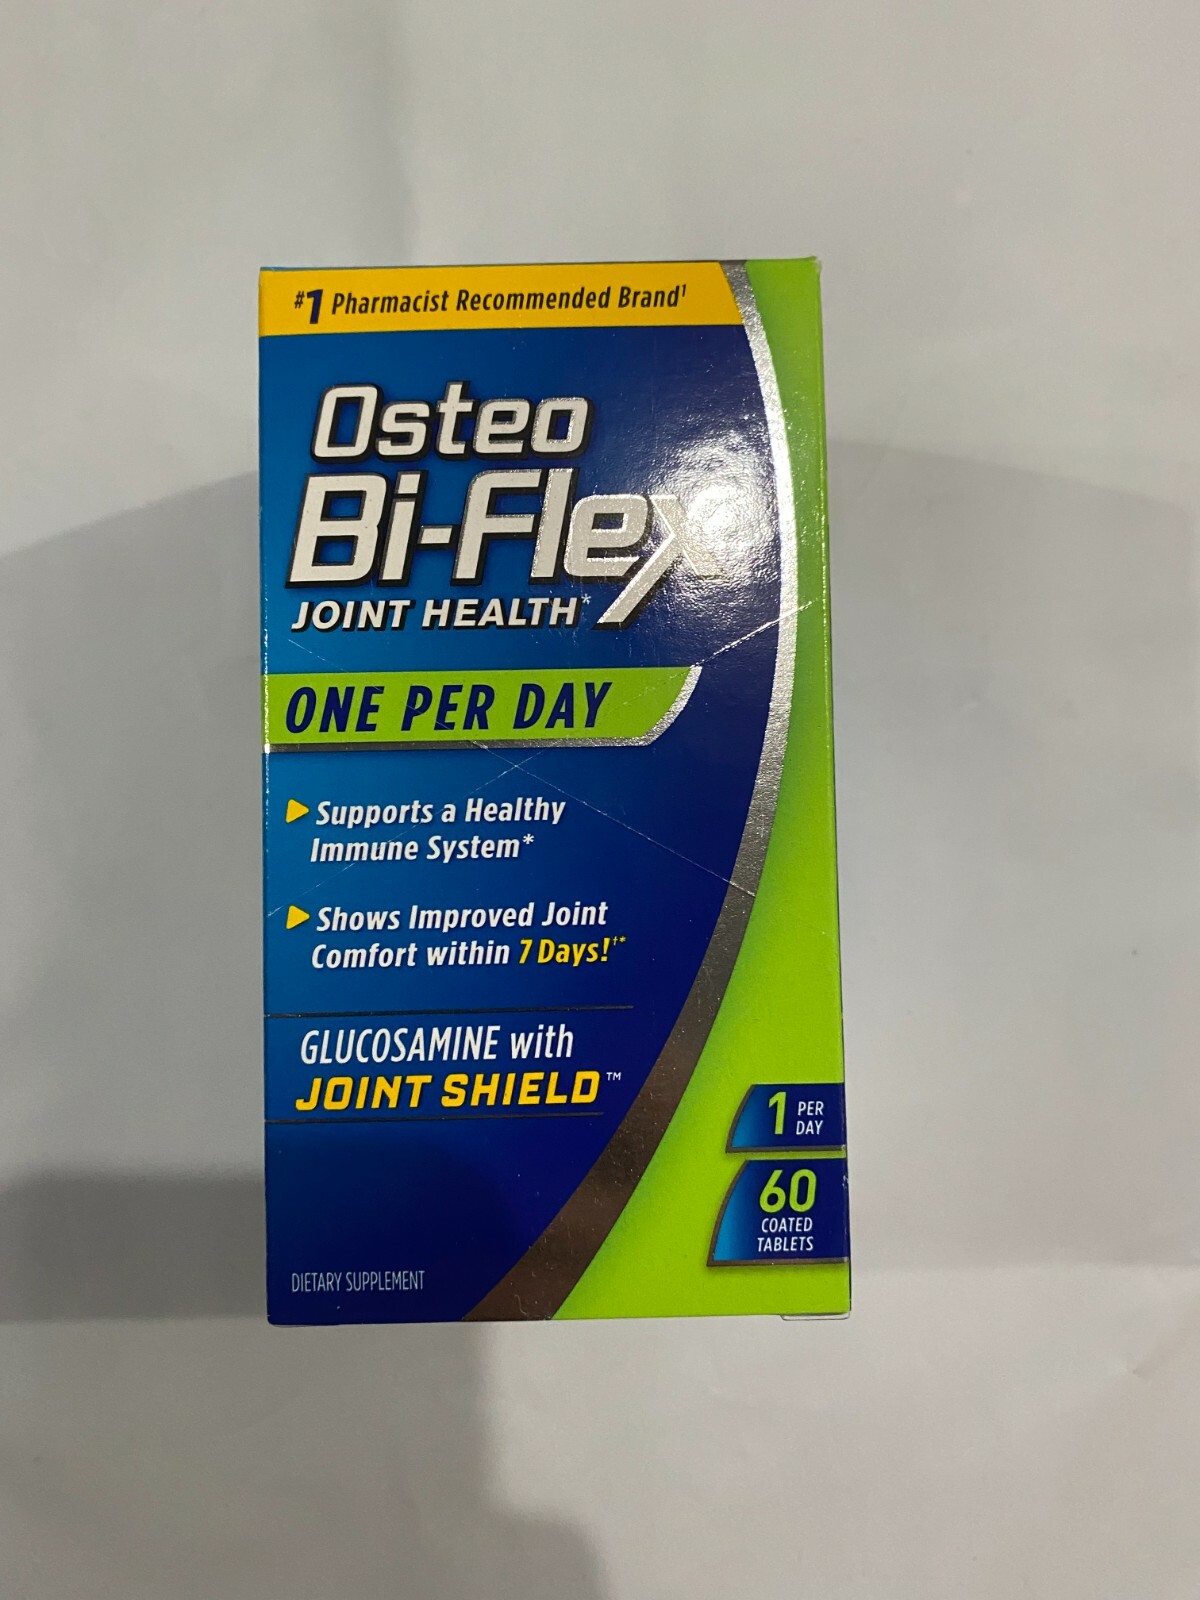 #1 Pharmacist Recommended Brand¹
Osteo
Bi-Flex
JOINT HEALTH*
ONE PER DAY
Supports a Healthy
Immune System*
Shows Improved Joint
Comfort within 7 Days!†*
GLUCOSAMINE with
JOINT SHIELD™
1 PER
DAY
60
COATED
TABLETS
DIETARY SUPPLEMENT